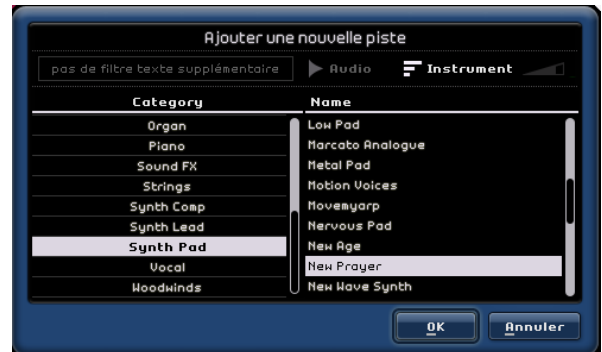 Ajouter une nouvelle piste
pas de filtre texte supplémentaire Audio Instrument
Category Name
Organ Low Pad
Piano Marcato Analogue
Sound FX Metal Pad
Strings Motion Voices
Synth Comp Movemyarp
Synth Lead Nervous Pad
Synth Pad New Age
Vocal New Prayer
Woodwinds New Wave Synth
OK Annuler